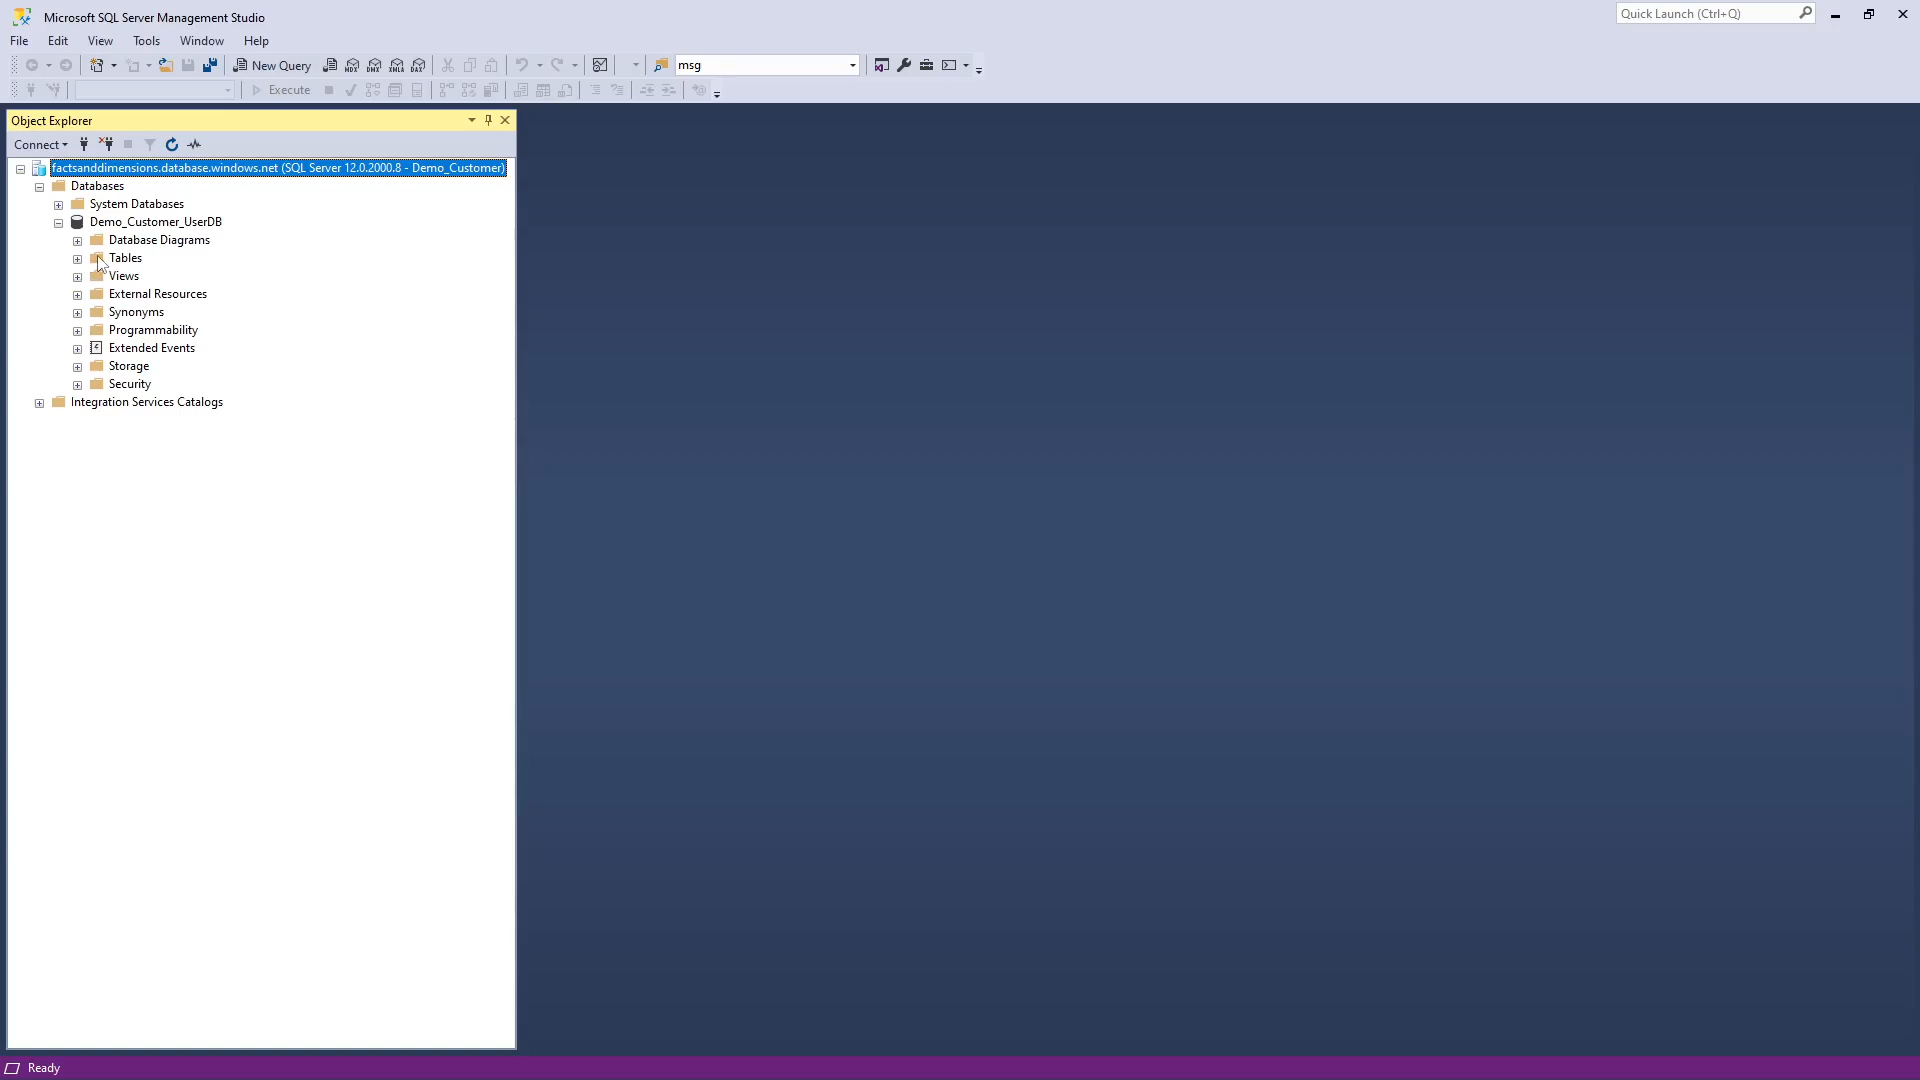 Microsoft SQL Server Management Studio
Quick Launch (Ctrl+Q)
File Edit View Tools Window Help
New Query
msg
Execute
Object Explorer
Connect
factsanddimensions.database.windows.net (SQL Server 12.0.2000.8 - Demo_Customer)
Databases
System Databases
Demo_Customer_UserDB
Database Diagrams
Tables
Views
External Resources
Synonyms
Programmability
Extended Events
Storage
Security
Integration Services Catalogs
Ready